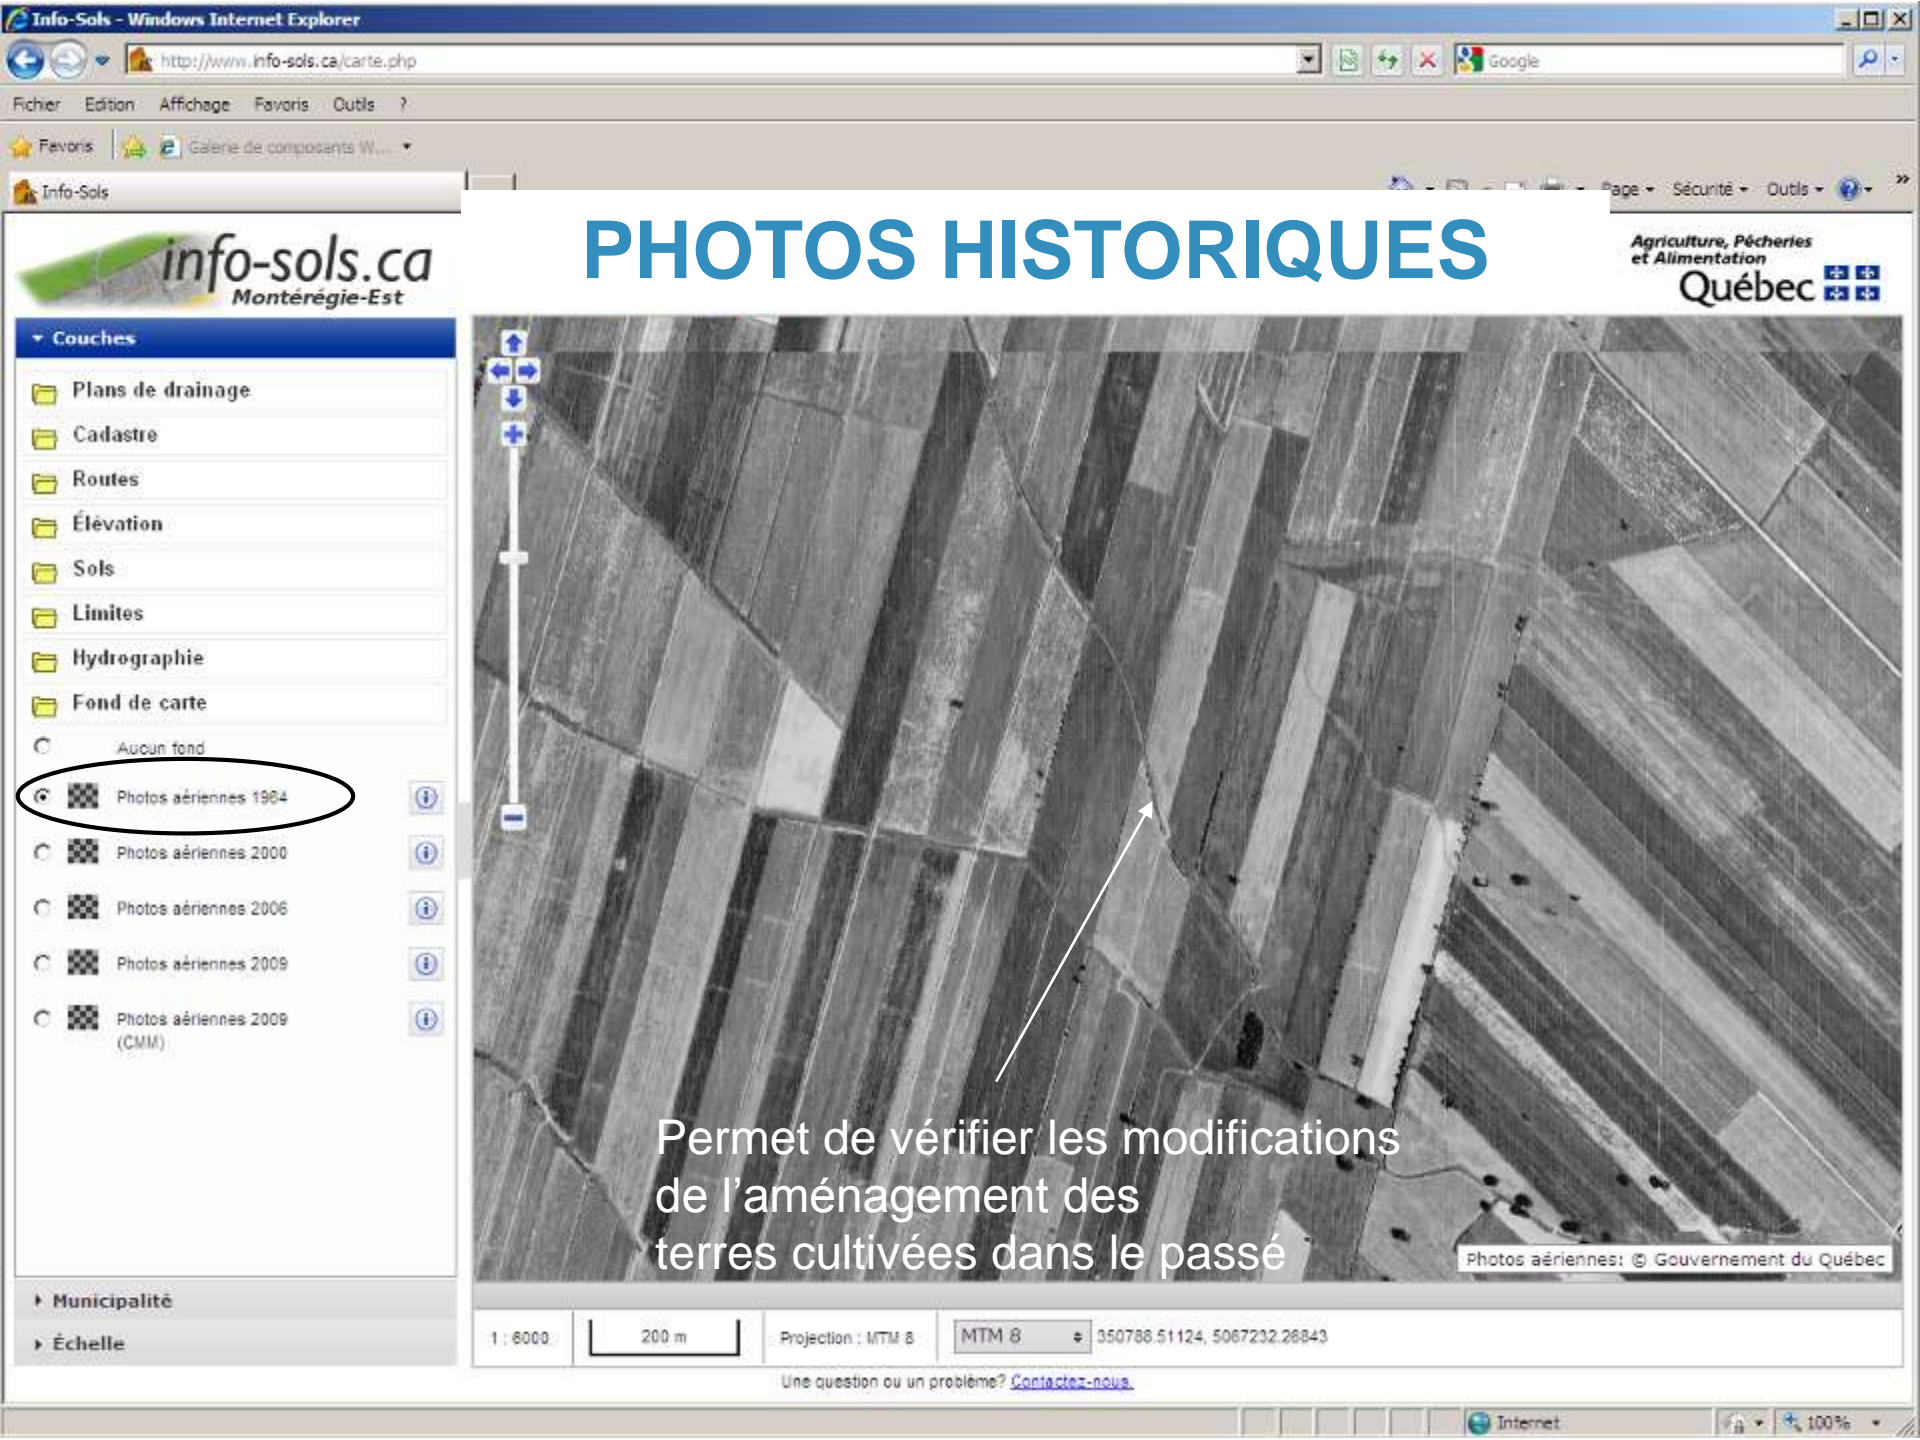 Info-Sols - Windows Internet Explorer
http://www.info-sols.ca/carte.php
Google
Fichier Edition Affichage Favoris Outils ?
Favoris Galerie de composants W...
Info-Sols
Page Sécurité Outils
PHOTOS HISTORIQUES
info-sols.ca
Montérégie-Est
Agriculture, Pêcheries
et Alimentation
Québec
Couches
Plans de drainage
Cadastre
Routes
Élévation
Sols
Limites
Hydrographie
Fond de carte
Aucun fond
Photos aériennes 1964
Photos aériennes 2000
Photos aériennes 2006
Photos aériennes 2009
Photos aériennes 2009
(CMM)
Permet de vérifier les modifications
de l’aménagement des
terres cultivées dans le passé
Photos aériennes: © Gouvernement du Québec
Municipalité
Échelle
1 : 6000
200 m
Projection : MTM 8
MTM 8
350788.51124, 5067232.26843
Une question ou un problème? Contactez-nous.
Internet
100%